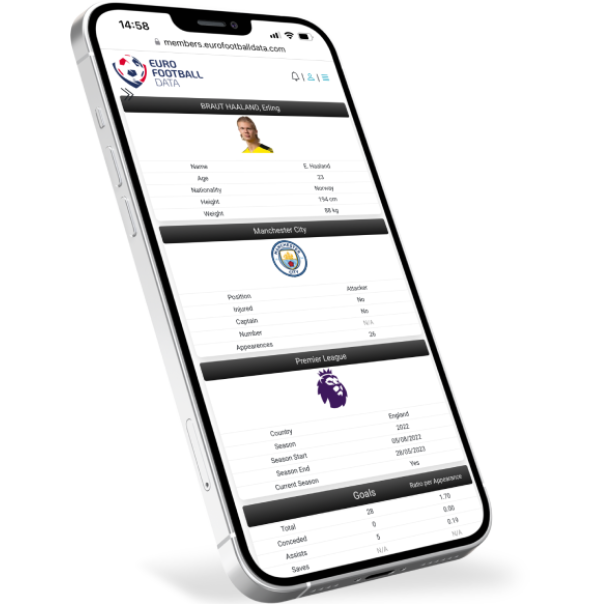 14:58
members.eurofootballdata.com
EURO
FOOTBALL
DATA
BRAUT HAALAND, Erling
Name E. Haaland
Age 23
Nationality Norway
Height 194 cm
Weight 88 kg
Manchester City
MANCHESTER
CITY
Position Attacker
Injured No
Captain No
Number N/A
Appearences 26
Premier League
Country England
Season 2022
Season Start 05/08/2022
Season End 28/05/2023
Current Season Yes
Goals Ratio per Appearance
Total 28 1.70
Conceded 0 0.00
Assists 5 0.19
Saves N/A N/A